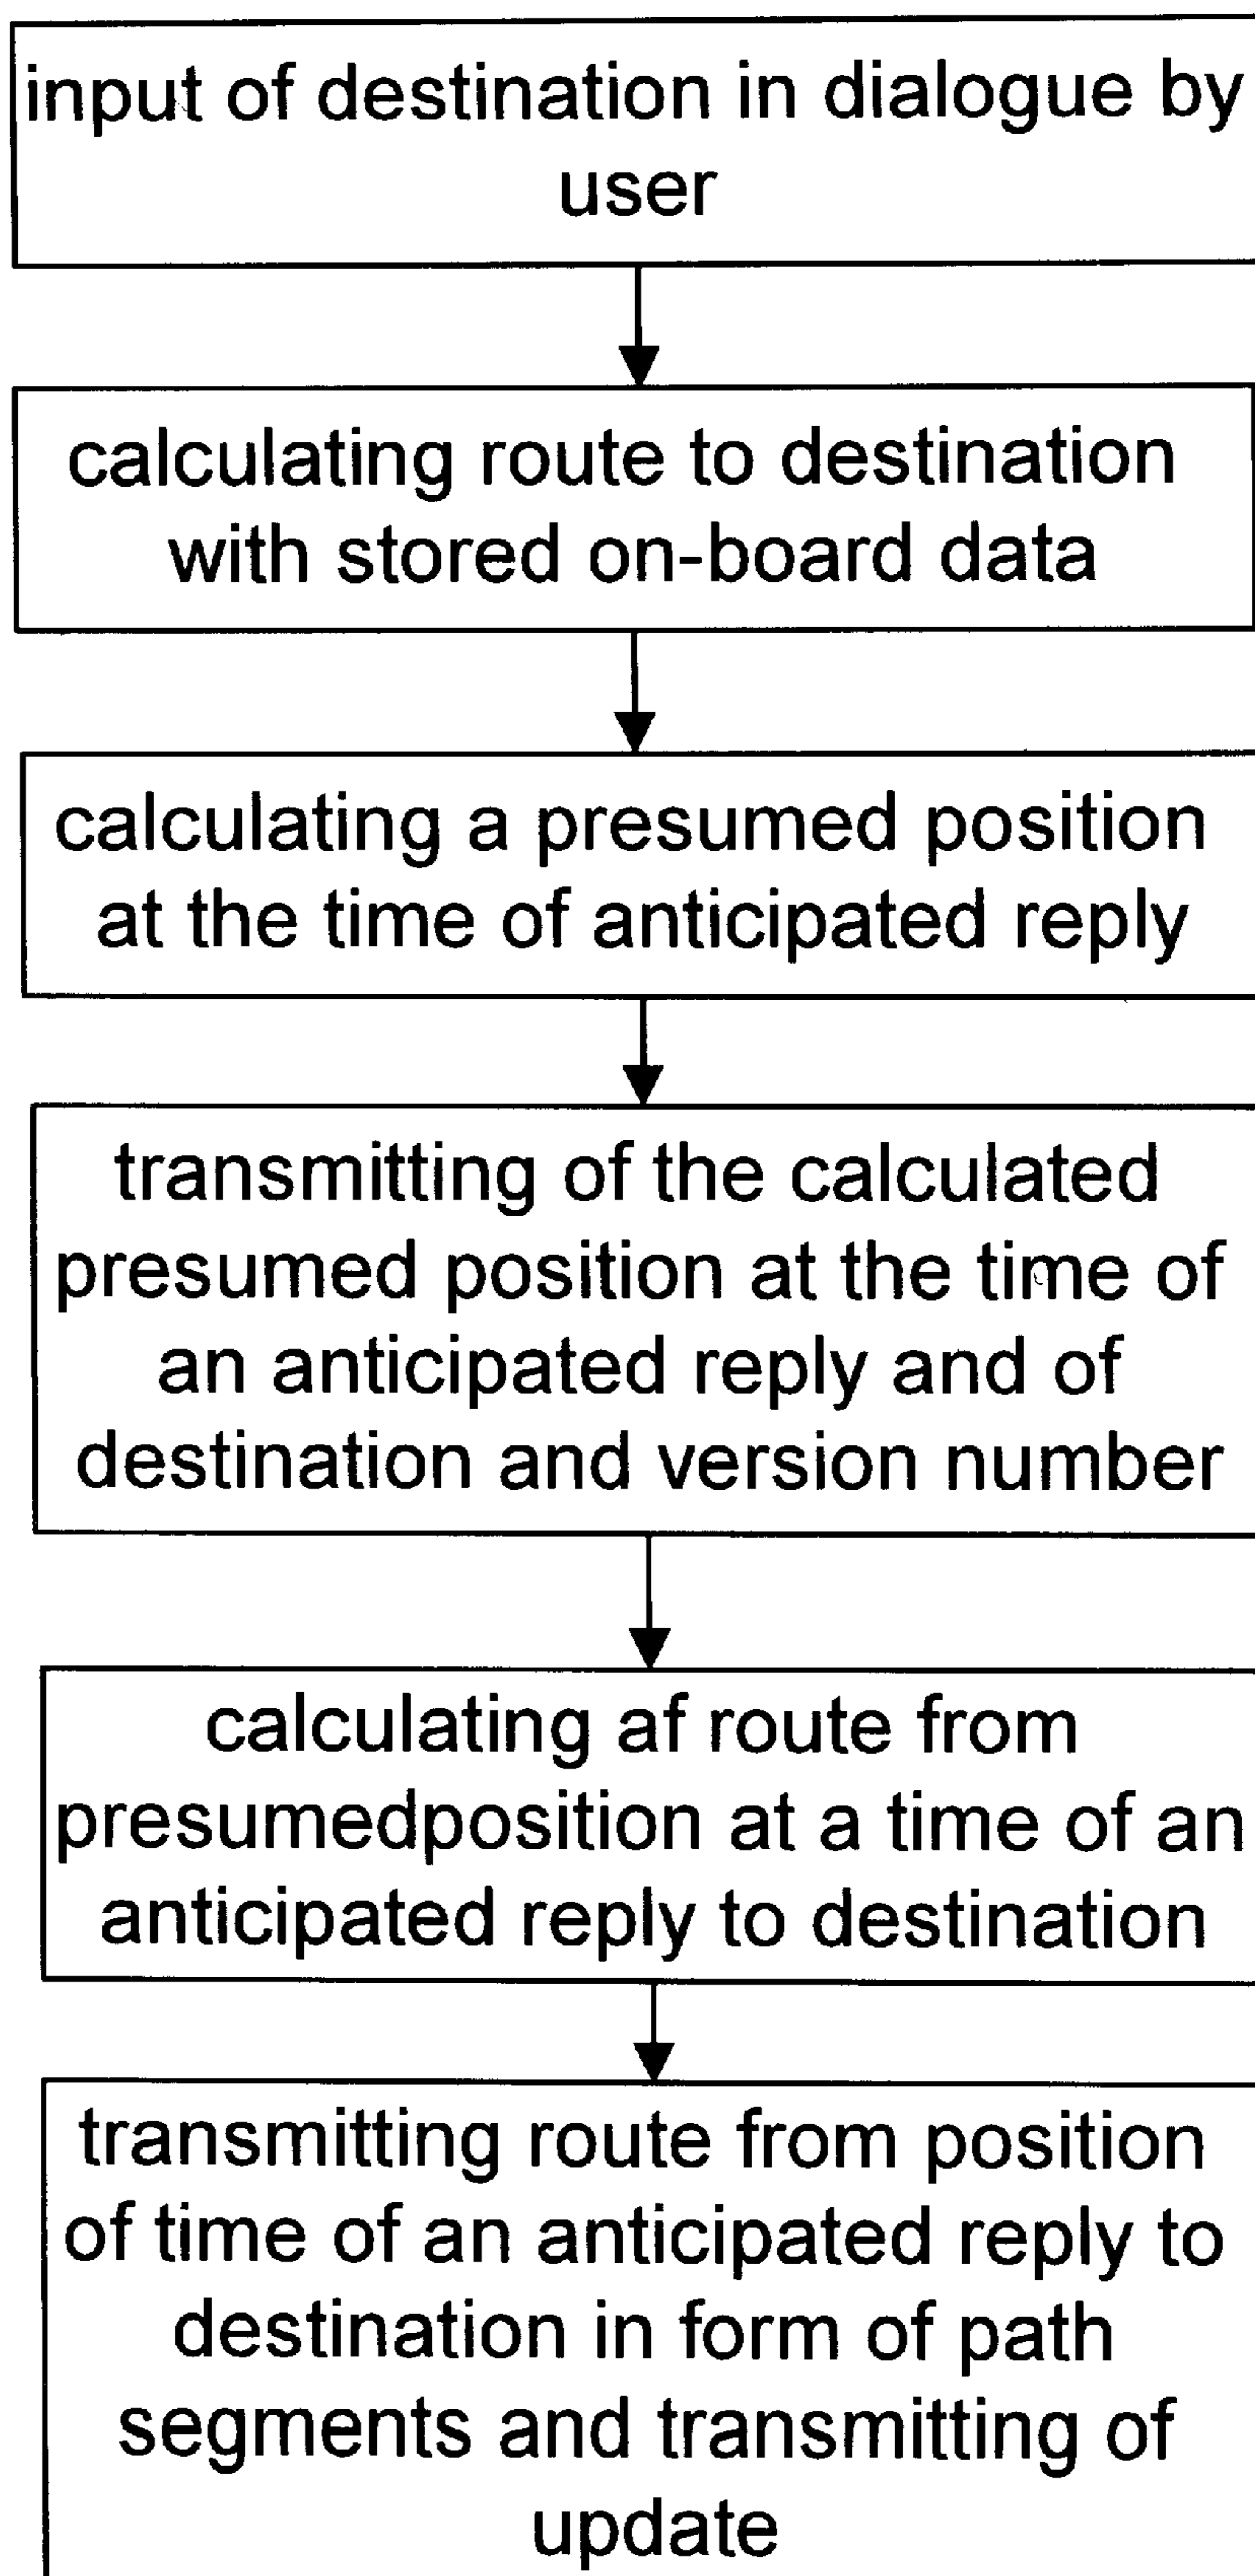 input of destination in dialogue by
user
calculating route to destination
with stored on-board data
calculating a presumed position
at the time of anticipated reply
transmitting of the calculated
presumed position at the time of
an anticipated reply and of
destination and version number
calculating af route from
presumedposition at a time of an
anticipated reply to destination
transmitting route from position
of time of an anticipated reply to
destination in form of path
segments and transmitting of
update